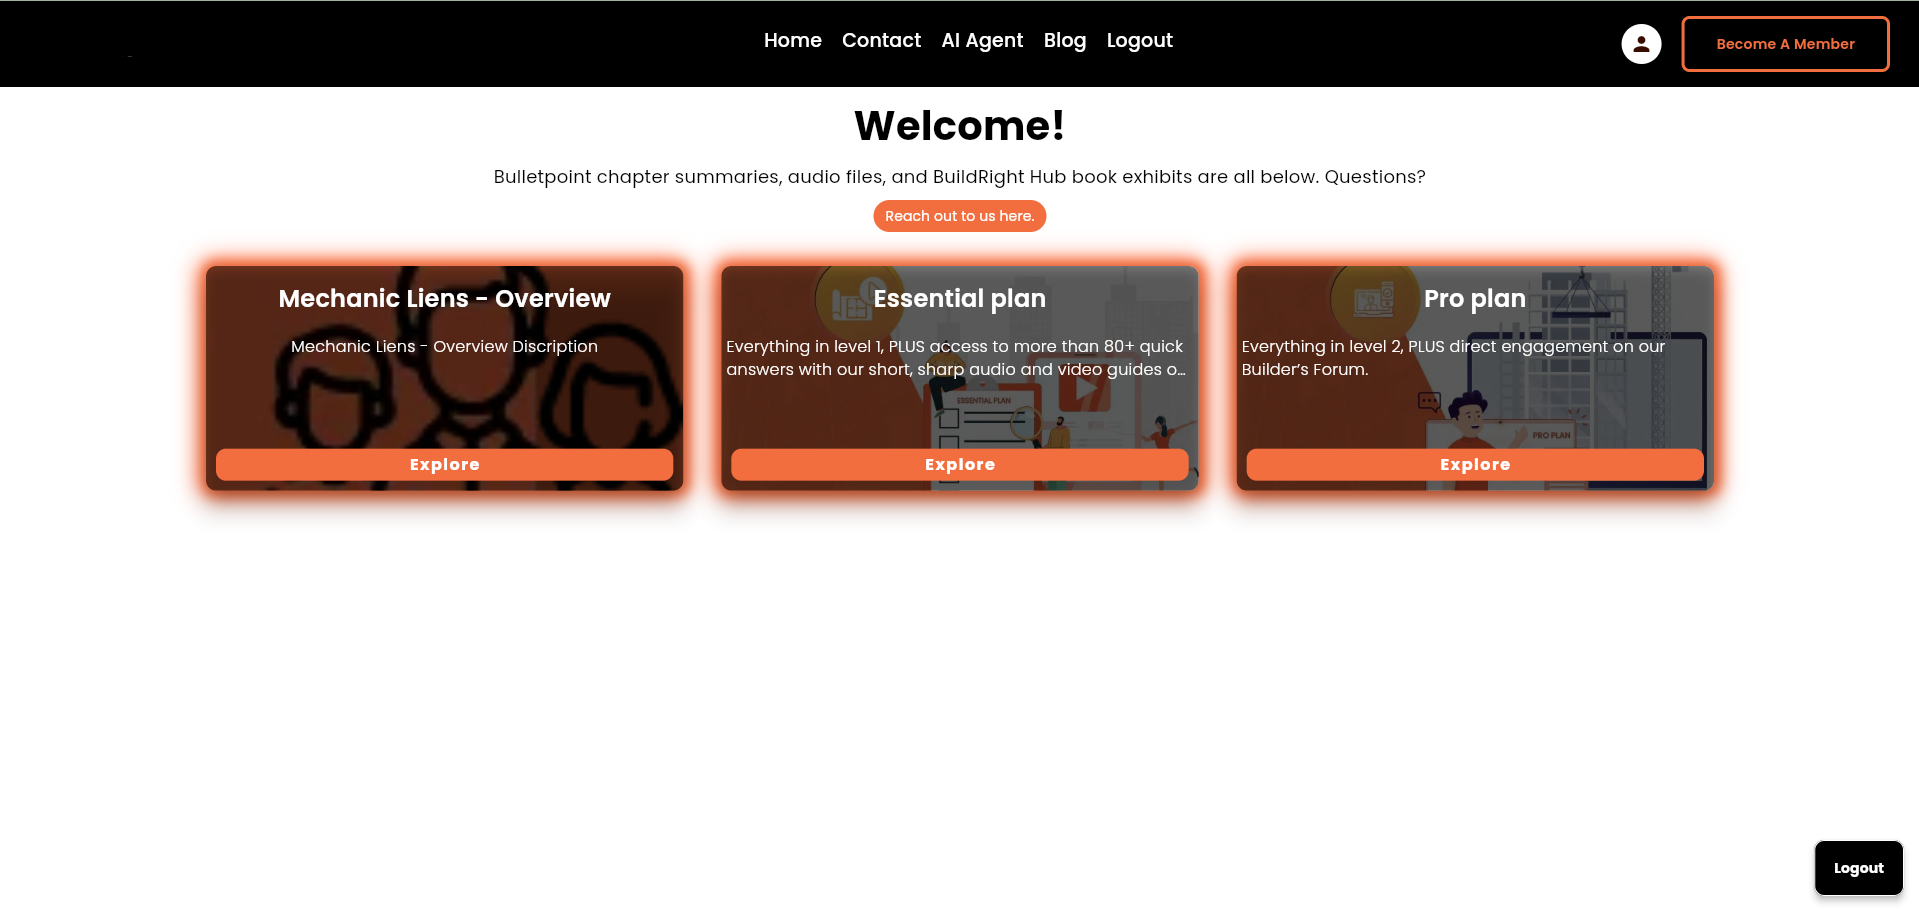 Home Contact AI Agent Blog Logout
Become A Member
Welcome!
Bulletpoint chapter summaries, audio files, and BuildRight Hub book exhibits are all below. Questions?
Reach out to us here.
Mechanic Liens - Overview
Mechanic Liens - Overview Discription
Explore
Essential plan
Everything in level 1, PLUS access to more than 80+ quick
answers with our short, sharp audio and video guides o...
ESSENTIAL PLAN
Explore
Pro plan
Everything in level 2, PLUS direct engagement on our
Builder's Forum.
PRO PLAN
Explore
Logout